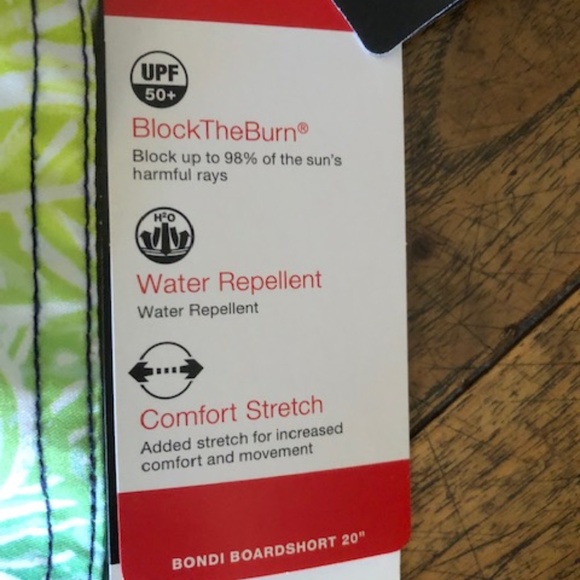 UPF
50+
BlockTheBurn®
Block up to 98% of the sun's
harmful rays
H²O
Water Repellent
Water Repellent
Comfort Stretch
Added stretch for increased
comfort and movement
BONDI BOARDSHORT 20"